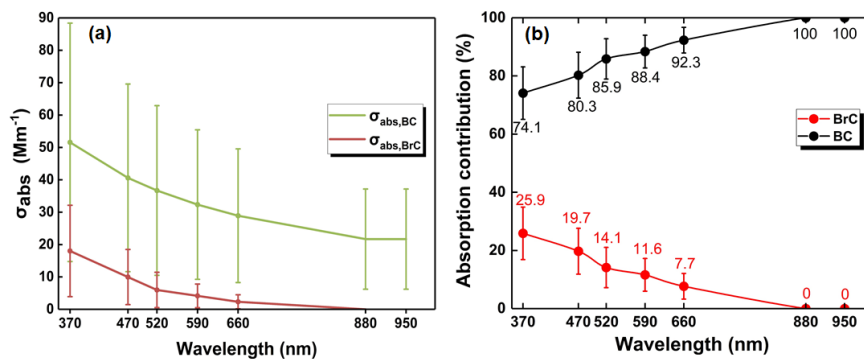 (a)
σabs (Mm-1)
90
80
70
60
50
40
30
20
10
0
σabs,BC
σabs,BrC
370 470 520 590 660 880 950
Wavelength (nm)
(b)
Absorption contribution (%)
100
80
60
40
20
0
74.1 80.3 85.9 88.4 92.3 100 100
BrC
BC
25.9 19.7 14.1 11.6 7.7 0 0
370 470 520 590 660 880 950
Wavelength (nm)